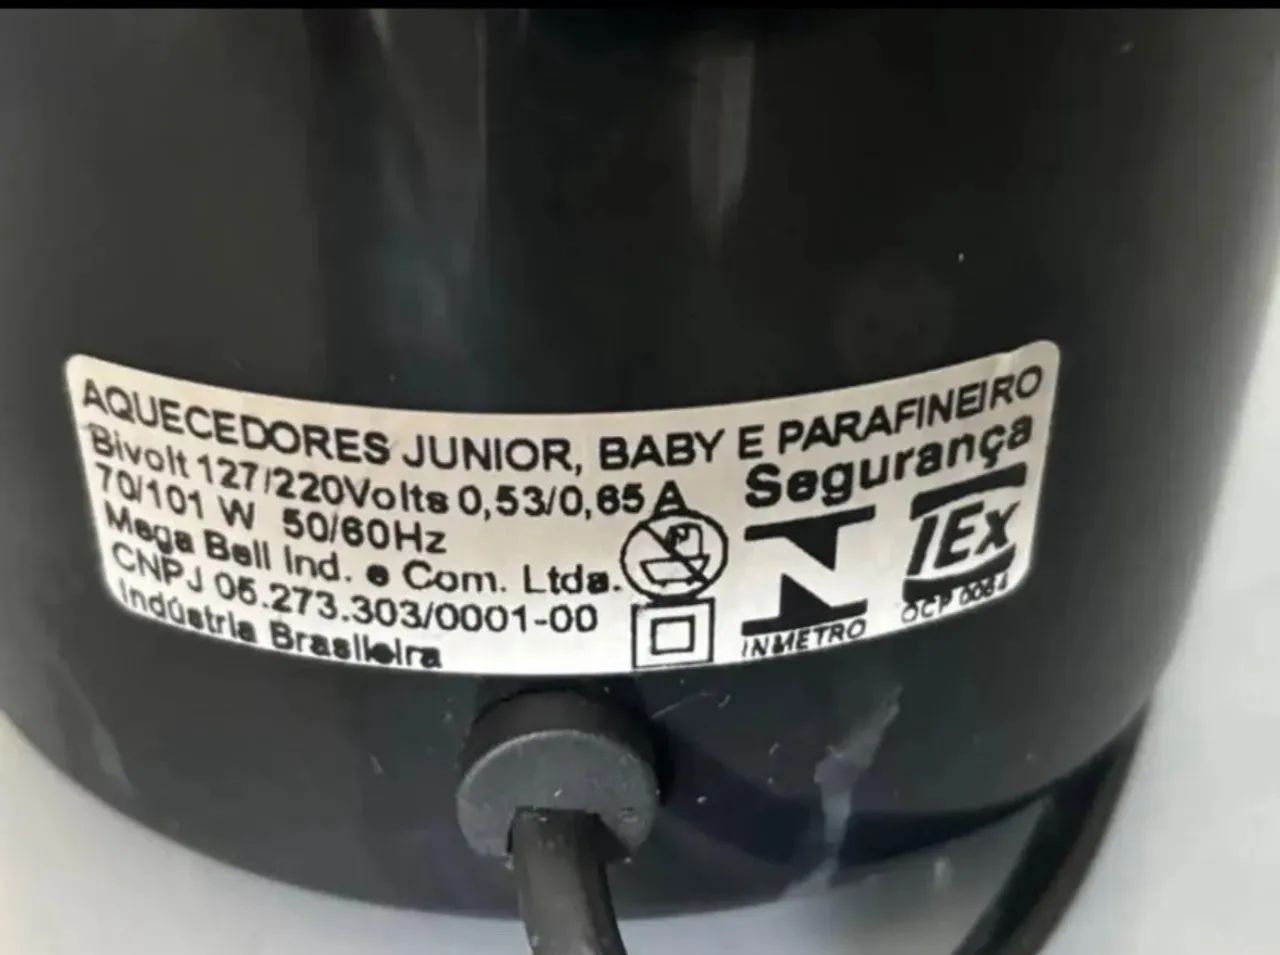 AQUECEDORES JUNIOR, BABY E PARAFINEIRO
Bivolt 127/220Volts 0,53/0,65 A
70/101 W 50/60Hz
Mega Bell Ind. e Com. Ltda.
CNPJ 05.273.303/0001-00
Indústria Brasileira
Segurança
IEx
INMETRO
OCP 0064